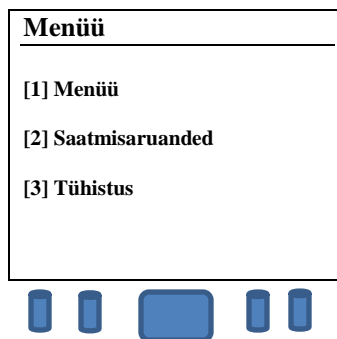 Menüü
[1] Menüü
[2] Saatmisaruanded
[3] Tühistus